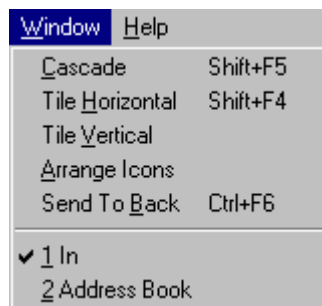 Window Help
Cascade Shift+F5
Tile Horizontal Shift+F4
Tile Vertical
Arrange Icons
Send To Back Ctrl+F6
✔ 1 In
2 Address Book